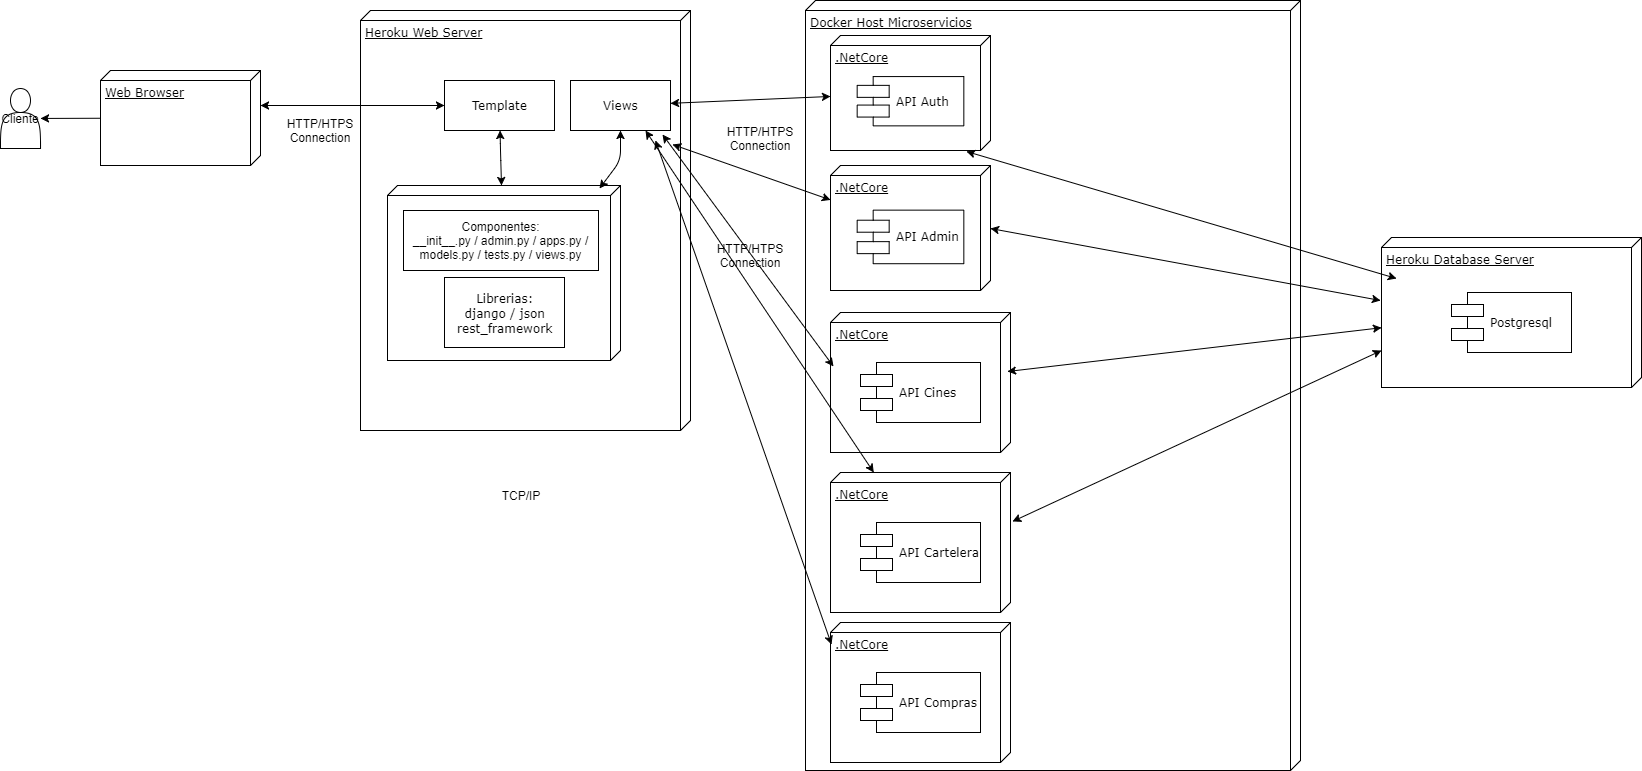 Cliente
Web Browser
HTTP/HTPS
Connection
Heroku Web Server
Template
Views
Componentes:
__init__.py / admin.py / apps.py /
models.py / tests.py / views.py
Librerias:
django / json
rest_framework
TCP/IP
HTTP/HTPS
Connection
HTTP/HTPS
Connection
Docker Host Microservicios
.NetCore
API Auth
.NetCore
API Admin
.NetCore
API Cines
.NetCore
API Cartelera
.NetCore
API Compras
Heroku Database Server
Postgresql